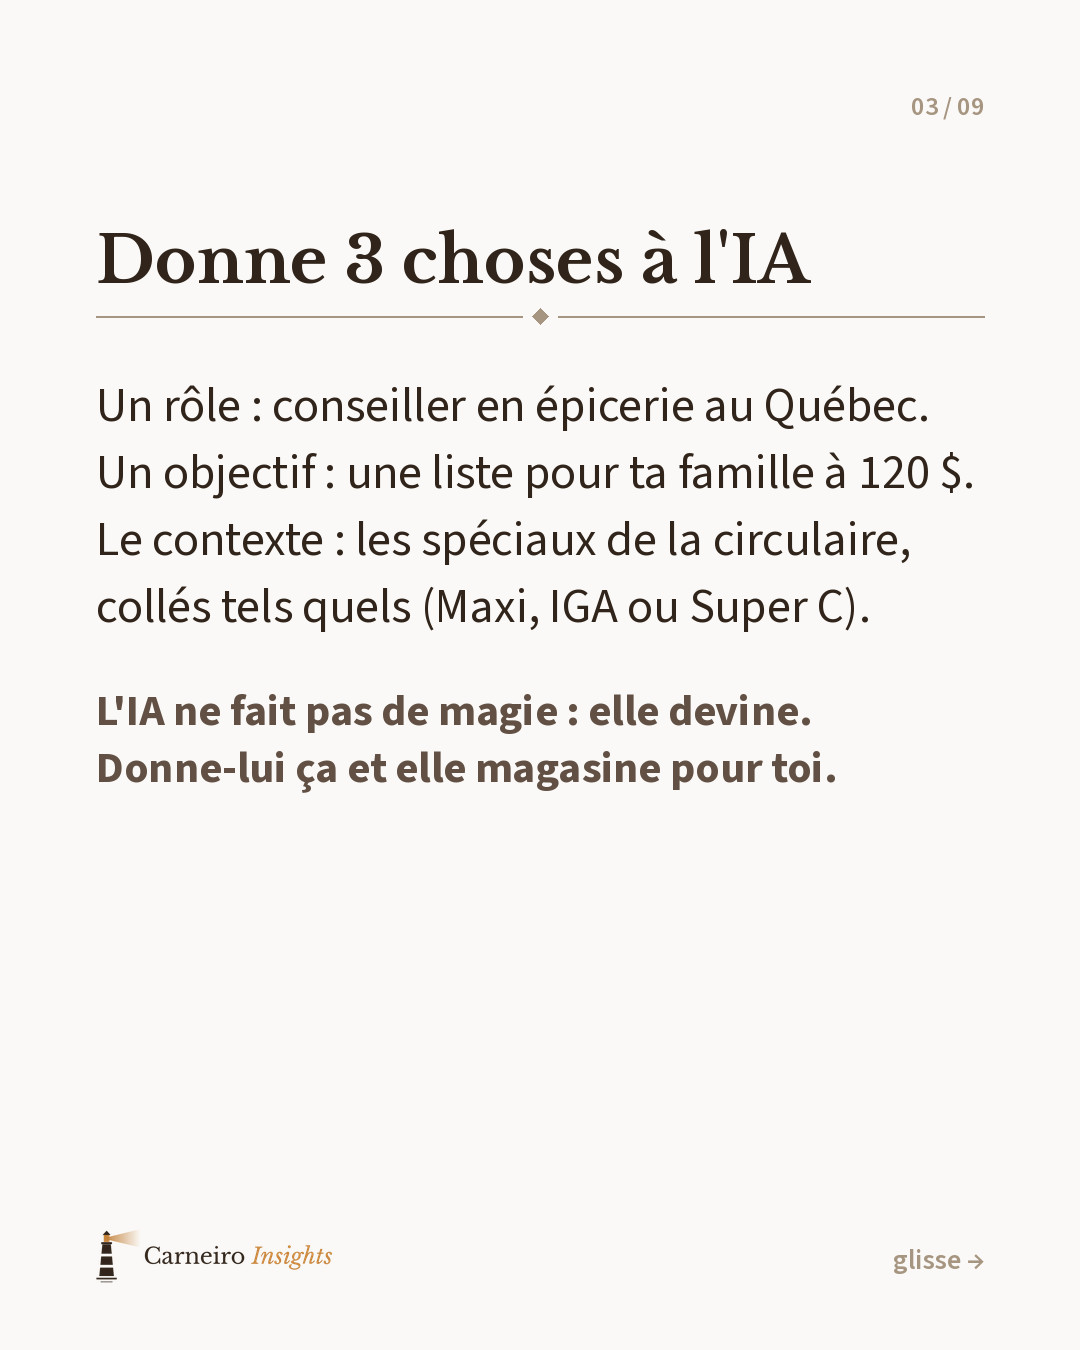 03 / 09
Donne 3 choses à l'IA
Un rôle : conseiller en épicerie au Québec.
Un objectif : une liste pour ta famille à 120 $.
Le contexte : les spéciaux de la circulaire,
collés tels quels (Maxi, IGA ou Super C).
L'IA ne fait pas de magie : elle devine.
Donne-lui ça et elle magasine pour toi.
Carneiro Insights
glisse →